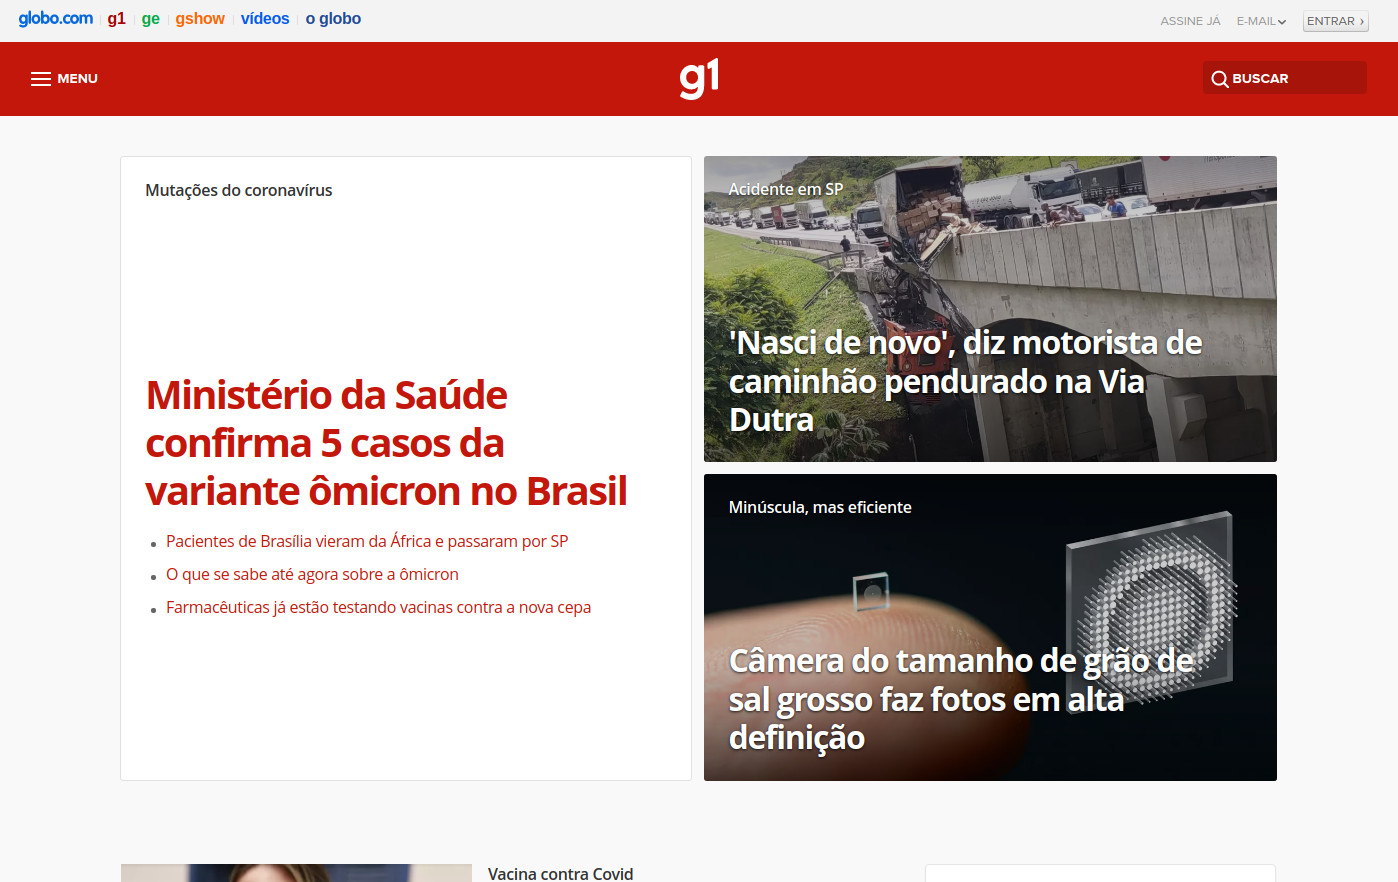 globo.com g1 ge gshow vídeos o globo
ASSINE JÁ E-MAIL ENTRAR ›
MENU
g1
BUSCAR
Mutações do coronavírus
Ministério da Saúde
confirma 5 casos da
variante ômicron no Brasil
Pacientes de Brasília vieram da África e passaram por SP
O que se sabe até agora sobre a ômicron
Farmacêuticas já estão testando vacinas contra a nova cepa
Acidente em SP
'Nasci de novo', diz motorista de
caminhão pendurado na Via
Dutra
Minúscula, mas eficiente
Câmera do tamanho de grão de
sal grosso faz fotos em alta
definição
Vacina contra Covid